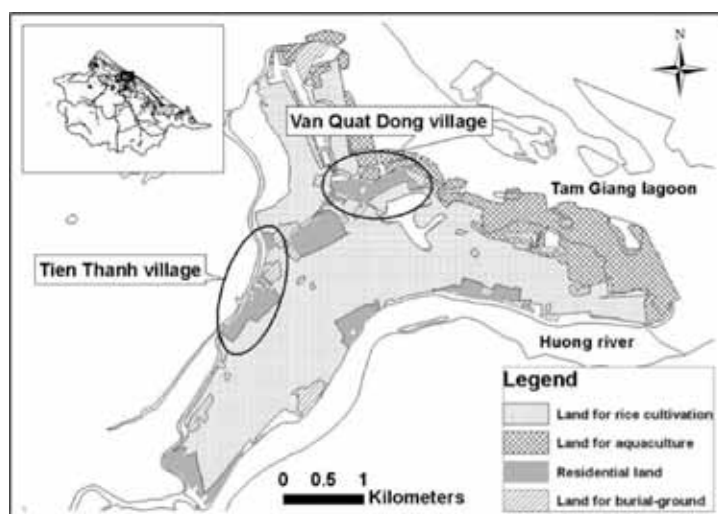 N
Van Quat Dong village
Tam Giang lagoon
Tien Thanh village
Huong river
Legend
Land for rice cultivation
Land for aquaculture
Residential land
Land for burial-ground
0 0.5 1
Kilometers